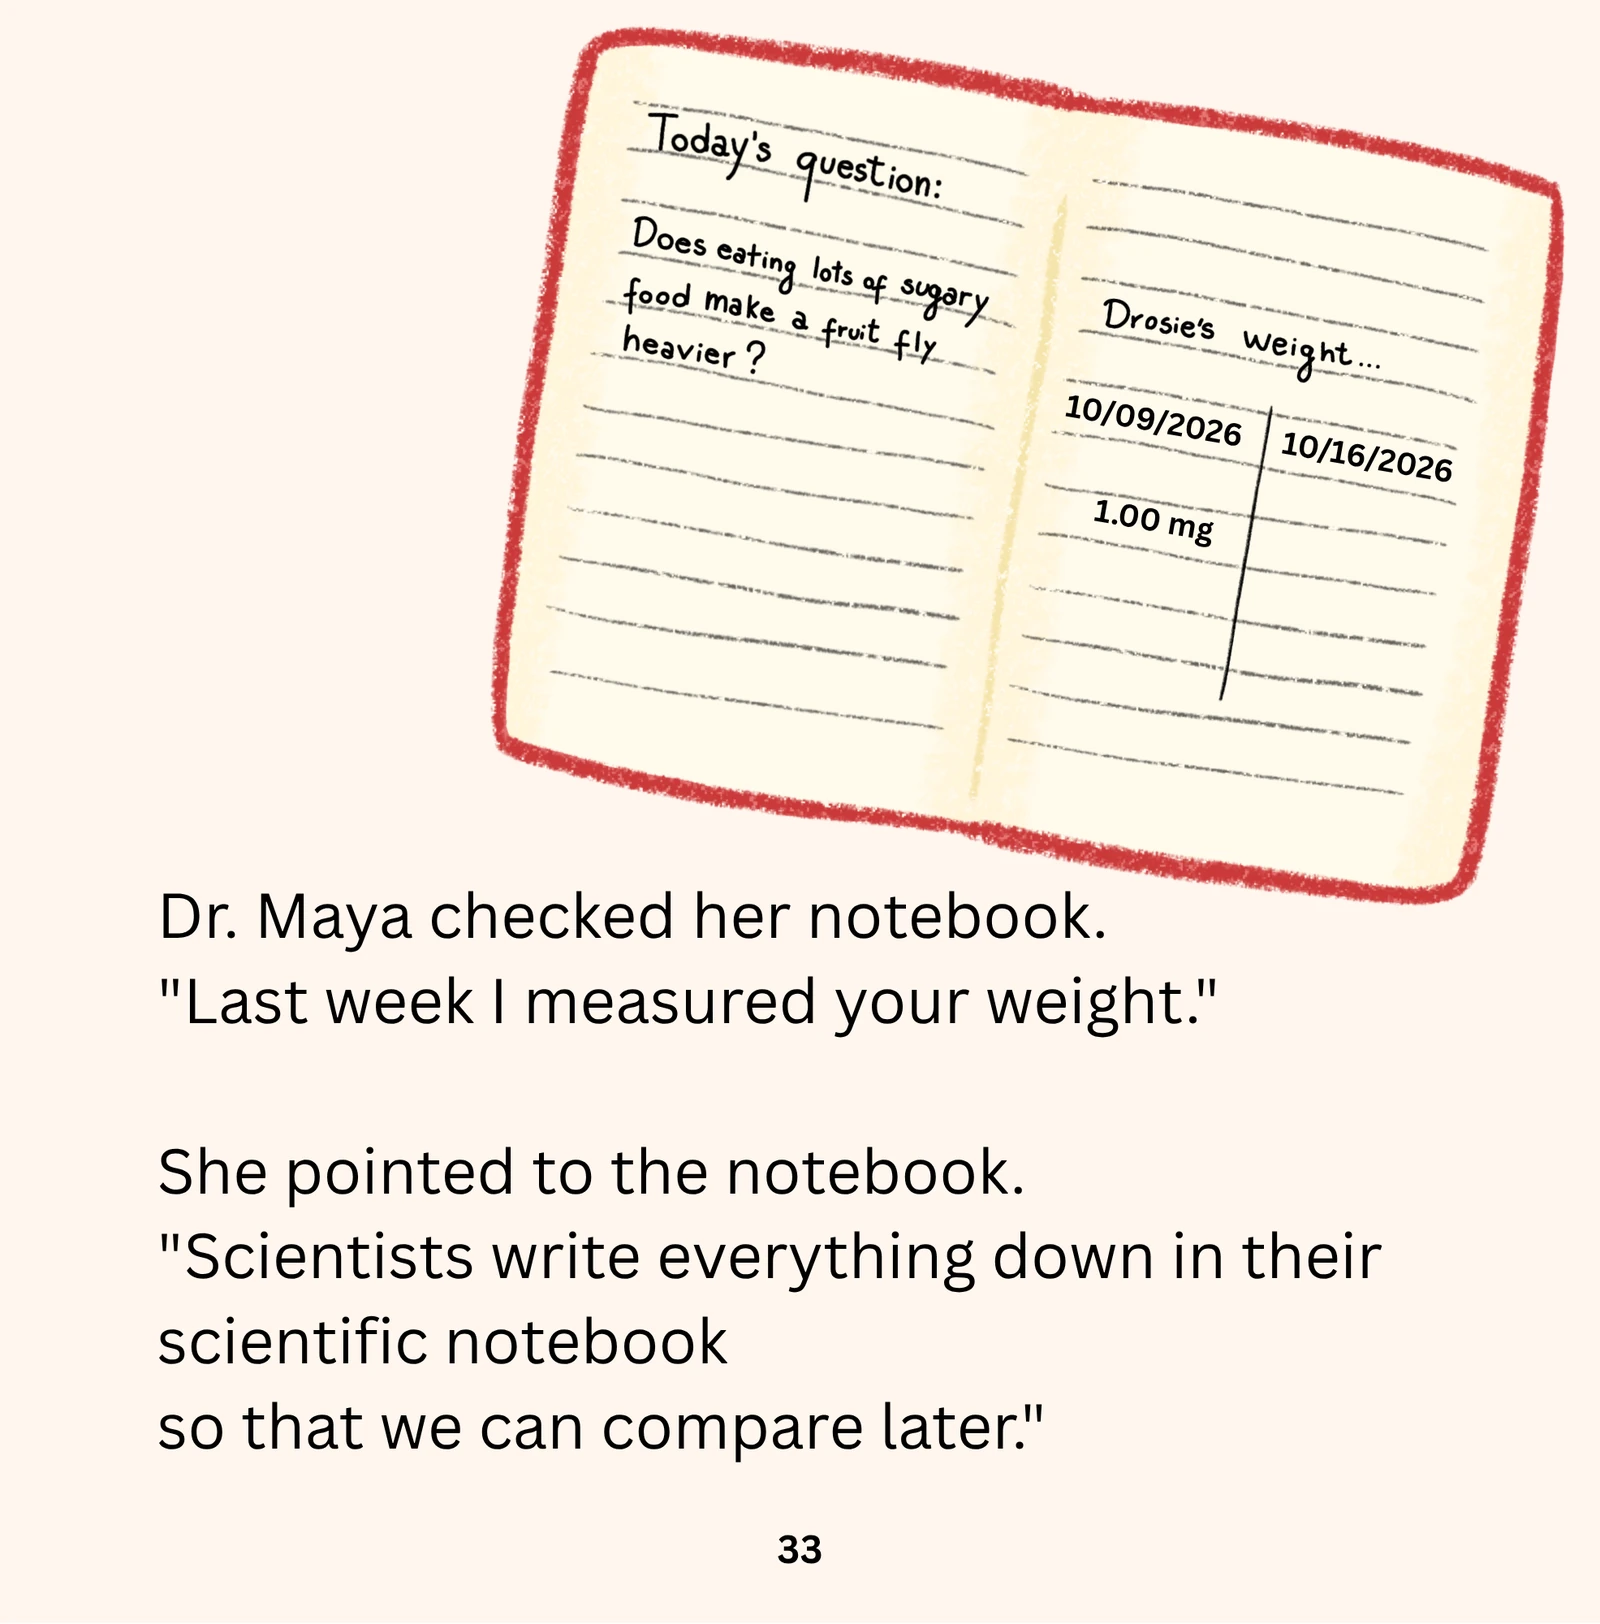 Today's question:
Does eating lots of sugary
food make a fruit fly
heavier ?
Drosie's weight...
10/09/2026 10/16/2026
1.00 mg
Dr. Maya checked her notebook.
"Last week I measured your weight."
She pointed to the notebook.
"Scientists write everything down in their
scientific notebook
so that we can compare later."
33